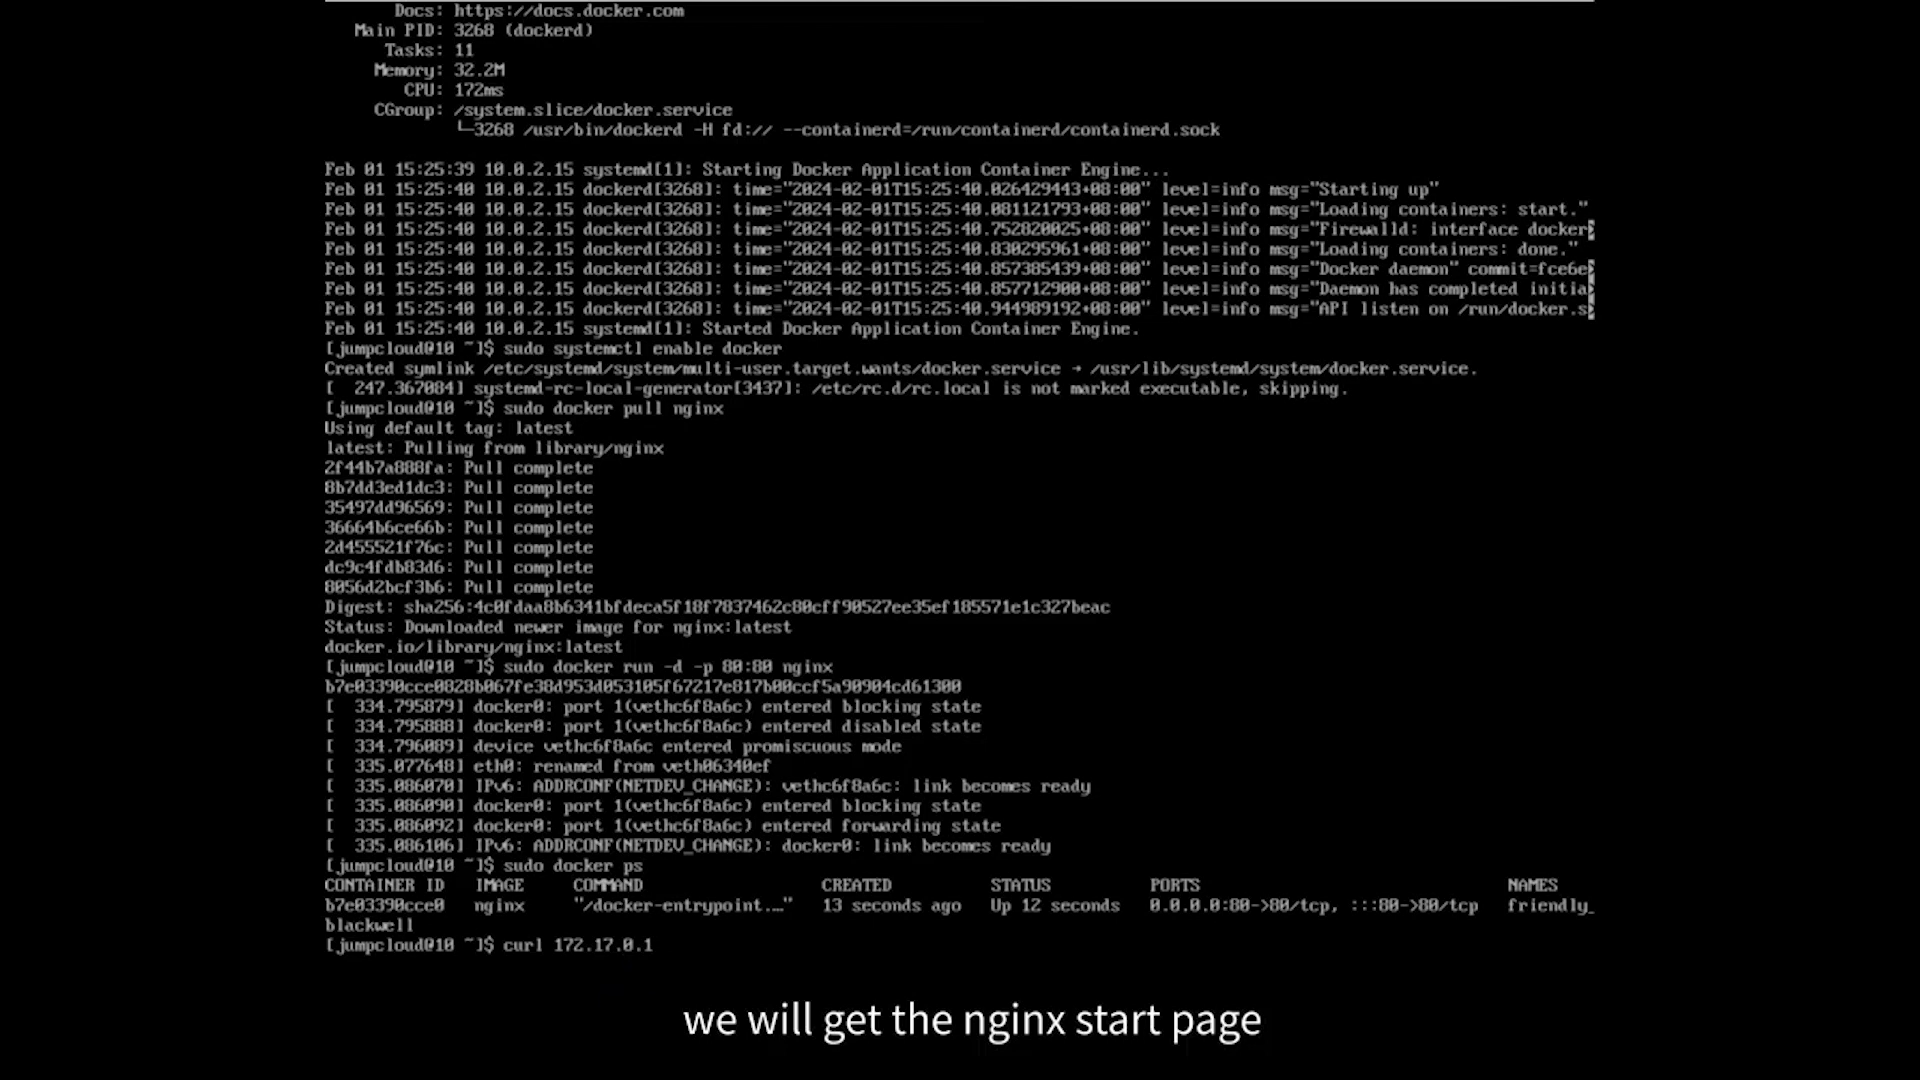 Docs: https://docs.docker.com
Main PID: 3268 (dockerd)
Tasks: 11
Memory: 32.2M
CPU: 172ms
CGroup: /system.slice/docker.service
└─3268 /usr/bin/dockerd -H fd:// --containerd=/run/containerd/containerd.sock
Feb 01 15:25:39 10.0.2.15 systemd[1]: Starting Docker Application Container Engine...
Feb 01 15:25:40 10.0.2.15 dockerd[3268]: time="2024-02-01T15:25:40.026429443+08:00" level=info msg="Starting up"
Feb 01 15:25:40 10.0.2.15 dockerd[3268]: time="2024-02-01T15:25:40.081121793+08:00" level=info msg="Loading containers: start."
Feb 01 15:25:40 10.0.2.15 dockerd[3268]: time="2024-02-01T15:25:40.752820025+08:00" level=info msg="Firewalld: interface docker>
Feb 01 15:25:40 10.0.2.15 dockerd[3268]: time="2024-02-01T15:25:40.830295961+08:00" level=info msg="Loading containers: done."
Feb 01 15:25:40 10.0.2.15 dockerd[3268]: time="2024-02-01T15:25:40.857385439+08:00" level=info msg="Docker daemon" commit=fce6e>
Feb 01 15:25:40 10.0.2.15 dockerd[3268]: time="2024-02-01T15:25:40.857712900+08:00" level=info msg="Daemon has completed initia>
Feb 01 15:25:40 10.0.2.15 dockerd[3268]: time="2024-02-01T15:25:40.944989192+08:00" level=info msg="API listen on /run/docker.s>
Feb 01 15:25:40 10.0.2.15 systemd[1]: Started Docker Application Container Engine.
[jumpcloud@10 ~]$ sudo systemctl enable docker
Created symlink /etc/systemd/system/multi-user.target.wants/docker.service → /usr/lib/systemd/system/docker.service.
[  247.367084] systemd-rc-local-generator[3437]: /etc/rc.d/rc.local is not marked executable, skipping.
[jumpcloud@10 ~]$ sudo docker pull nginx
Using default tag: latest
latest: Pulling from library/nginx
2f44b7a888fa: Pull complete
8b7dd3ed1dc3: Pull complete
35497dd96569: Pull complete
36664b6ce66b: Pull complete
2d455521f76c: Pull complete
dc9c4fdb83d6: Pull complete
8056d2bcf3b6: Pull complete
Digest: sha256:4c0fdaa8b6341bfdeca5f18f7837462c80cff90527ee35ef185571e1c327beac
Status: Downloaded newer image for nginx:latest
docker.io/library/nginx:latest
[jumpcloud@10 ~]$ sudo docker run -d -p 80:80 nginx
b7e03390cce0828b067fe38d953d053105f67217e817b00ccf5a90904cd61300
[  334.795879] docker0: port 1(vethc6f8a6c) entered blocking state
[  334.795888] docker0: port 1(vethc6f8a6c) entered disabled state
[  334.796089] device vethc6f8a6c entered promiscuous mode
[  335.077648] eth0: renamed from veth06340ef
[  335.086070] IPv6: ADDRCONF(NETDEV_CHANGE): vethc6f8a6c: link becomes ready
[  335.086090] docker0: port 1(vethc6f8a6c) entered blocking state
[  335.086092] docker0: port 1(vethc6f8a6c) entered forwarding state
[  335.086106] IPv6: ADDRCONF(NETDEV_CHANGE): docker0: link becomes ready
[jumpcloud@10 ~]$ sudo docker ps
CONTAINER ID   IMAGE     COMMAND                  CREATED          STATUS          PORTS                               NAMES
b7e03390cce0   nginx     "/docker-entrypoint.…"   13 seconds ago   Up 12 seconds   0.0.0.0:80->80/tcp, :::80->80/tcp   friendly_
blackwell
[jumpcloud@10 ~]$ curl 172.17.0.1
we will get the nginx start page